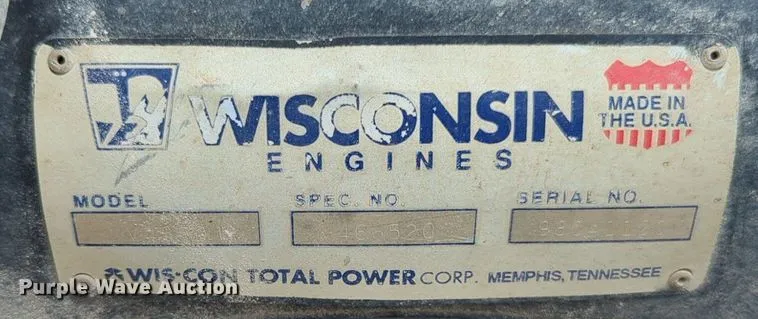 WISCONSIN
ENGINES
MADE IN
THE U.S.A.
MODEL SPEC. NO. SERIAL NO.
WIS-CON TOTAL POWER CORP. MEMPHIS, TENNESSEE
Purple Wave Auction